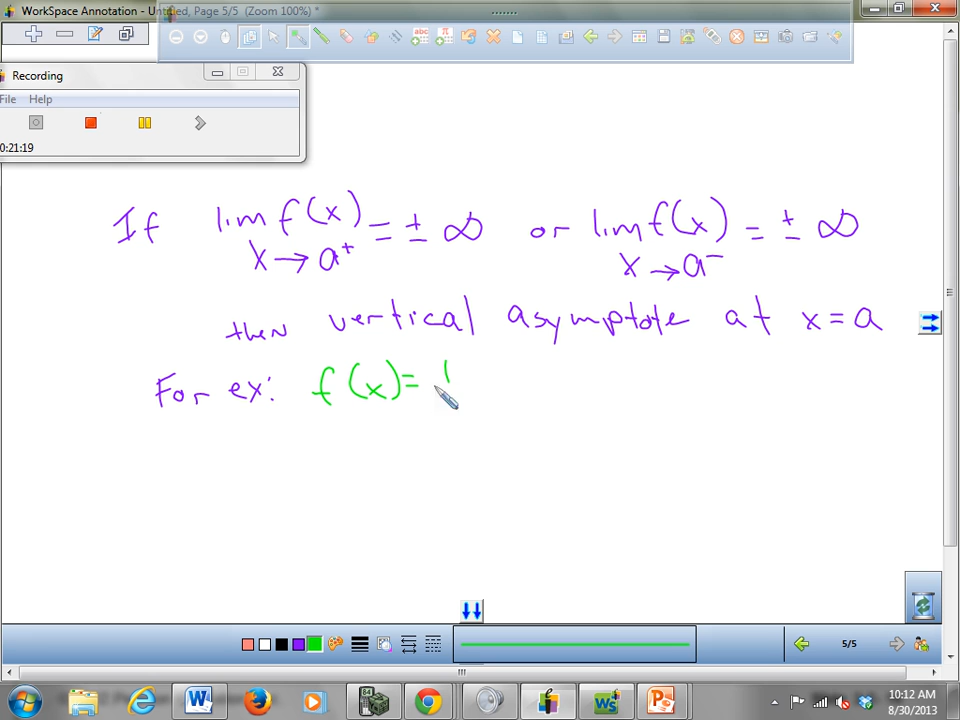 WorkSpace Annotation - Untitled, Page 5/5 (Zoom 100%) *
Recording
File Help
0:21:19
If lim f(x) = ± ∞ or lim f(x) = ± ∞
x → a⁺ x → a⁻
then vertical asymptote at x = a
For ex: f(x) = 1
5/5
10:12 AM
8/30/2013